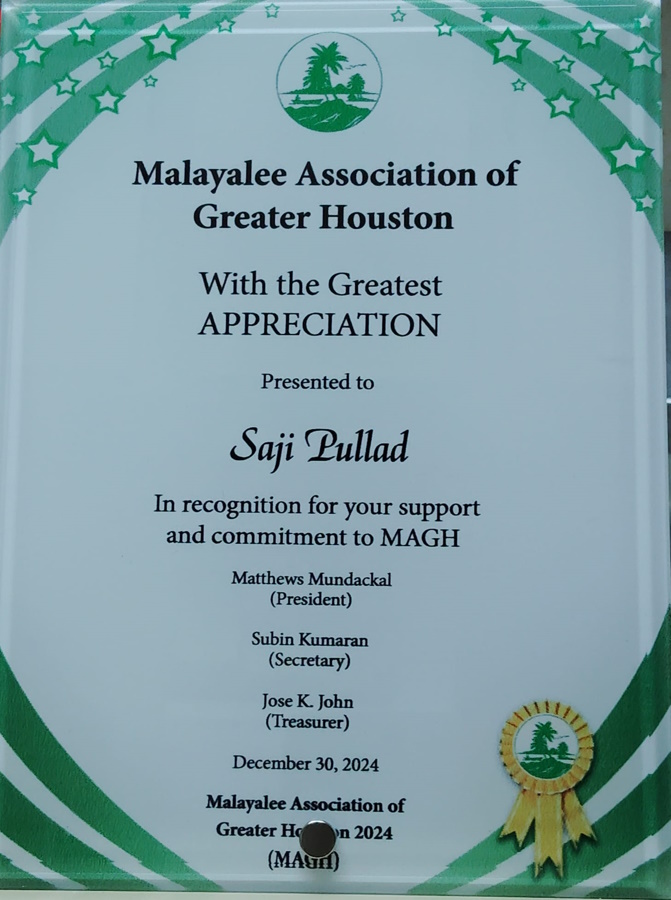 Malayalee Association of
Greater Houston
With the Greatest
APPRECIATION
Presented to
Saji Pullad
In recognition for your support
and commitment to MAGH
Matthews Mundackal
(President)
Subin Kumaran
(Secretary)
Jose K. John
(Treasurer)
December 30, 2024
Malayalee Association of
Greater Houston 2024
(MAGH)